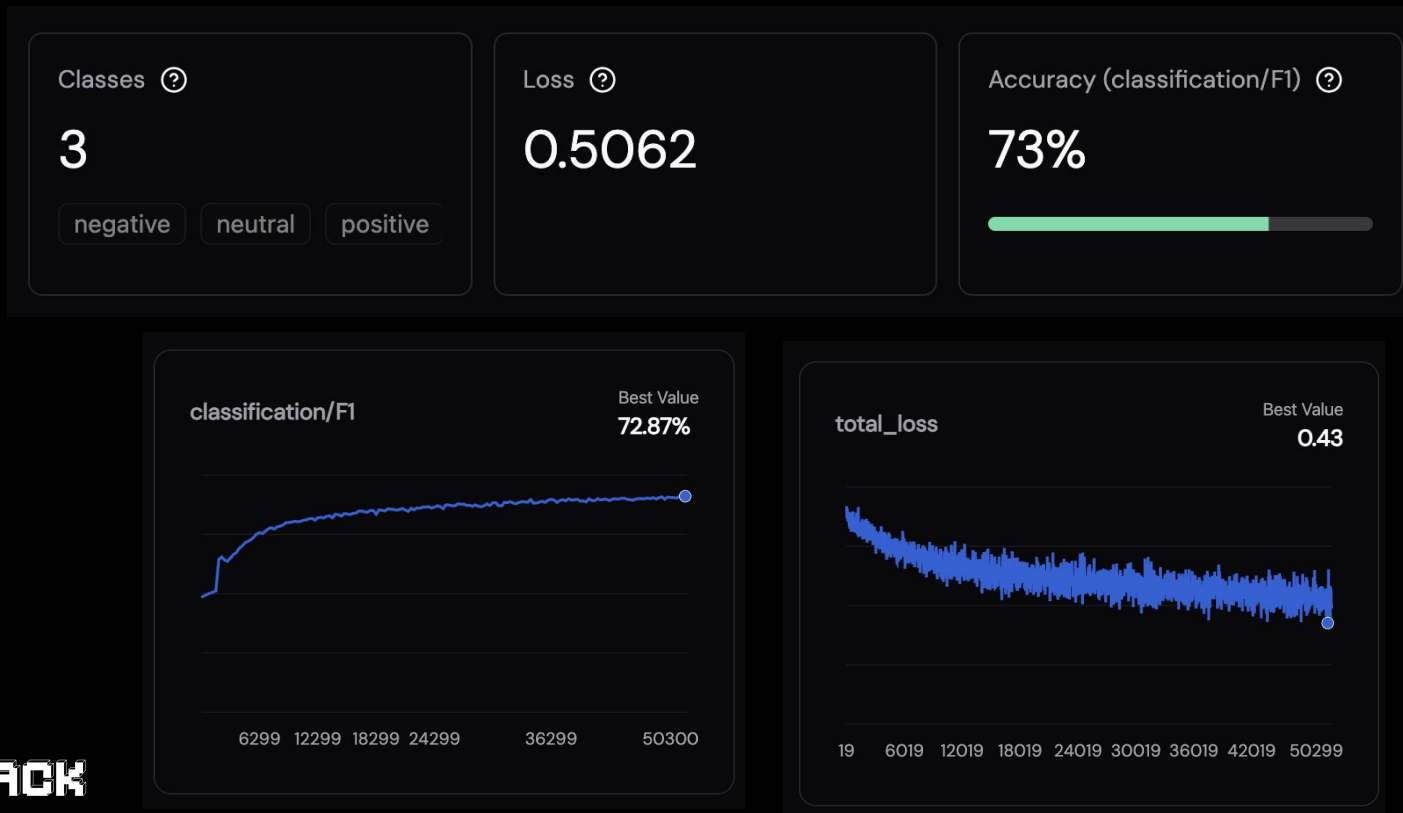 Classes ?
3
negative neutral positive
Loss ?
0.5062
Accuracy (classification/F1) ?
73%
classification/F1
Best Value
72.87%
6299 12299 18299 24299 36299 50300
total_loss
Best Value
0.43
19 6019 12019 18019 24019 30019 36019 42019 50299
ACK